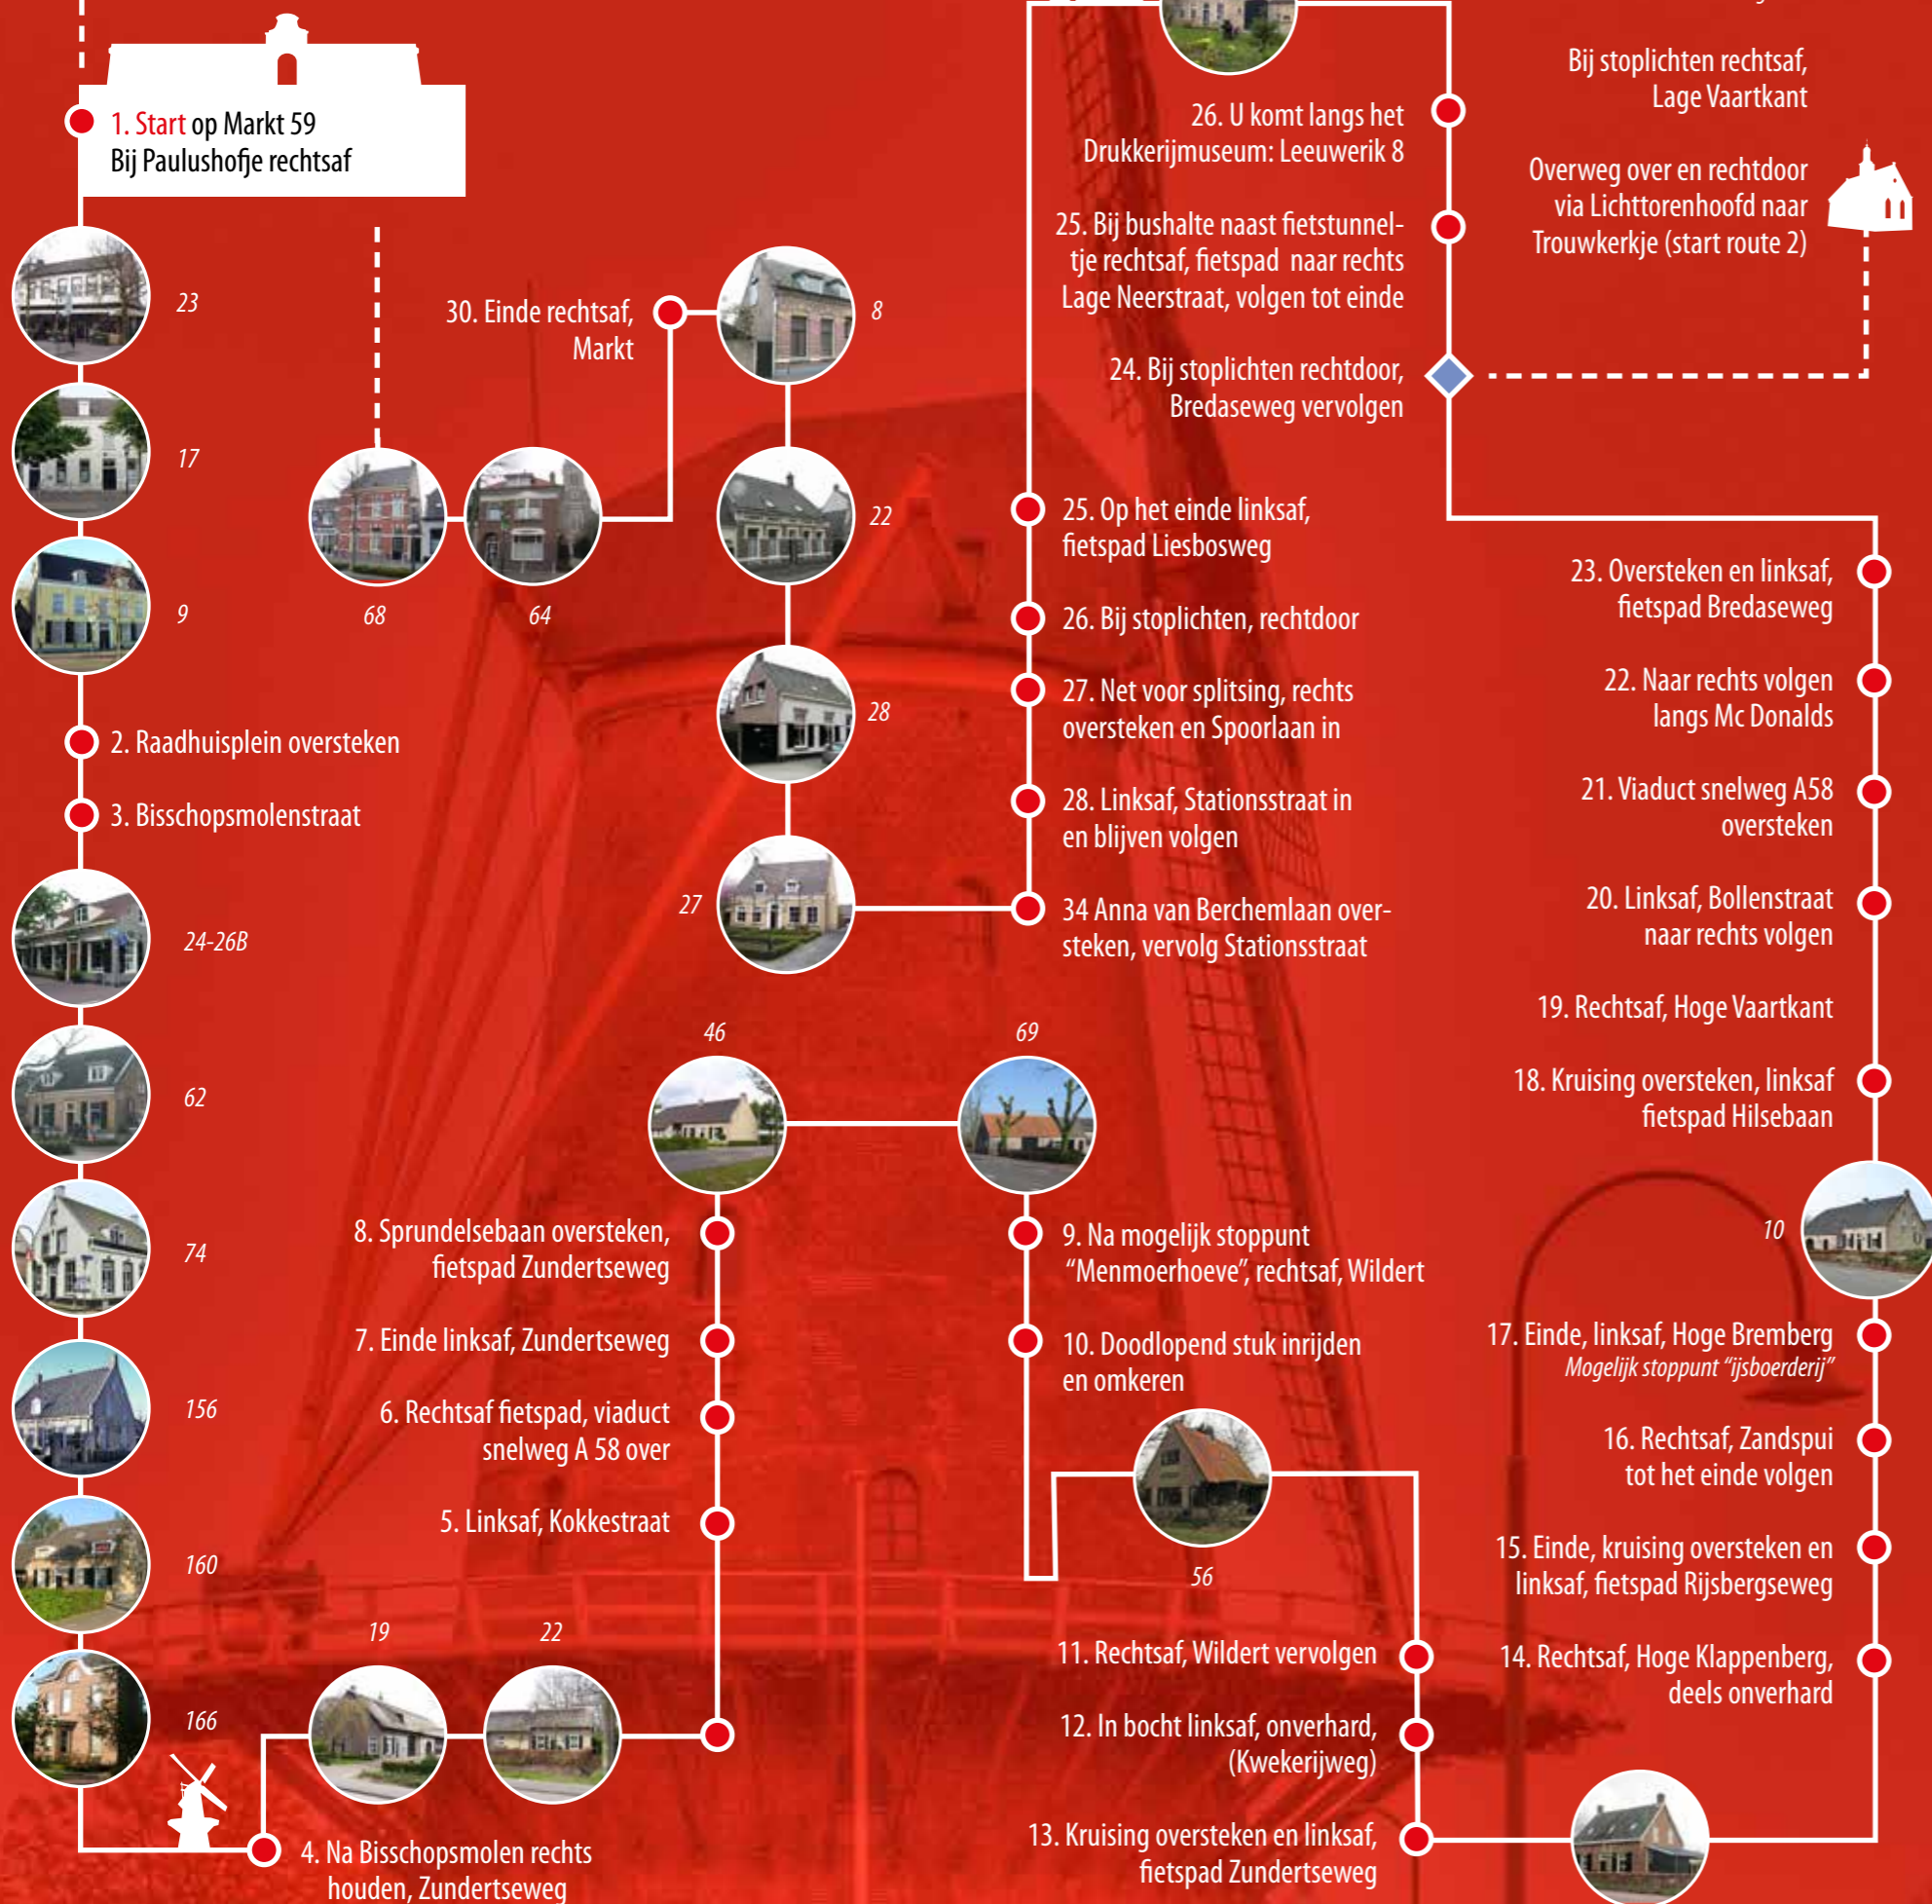 1. Start op Markt 59
Bij Paulushofje rechtsaf
23
17
9
2. Raadhuisplein oversteken
3. Bisschopsmolenstraat
24-26B
62
74
156
160
166
4. Na Bisschopsmolen rechts
houden, Zundertseweg
19
22
5. Linksaf, Kokkestraat
6. Rechtsaf fietspad, viaduct
snelweg A 58 over
7. Einde linksaf, Zundertseweg
8. Sprundelsebaan oversteken,
fietspad Zundertseweg
46
69
9. Na mogelijk stoppunt
“Menmoerhoeve”, rechtsaf, Wildert
10. Doodlopend stuk inrijden
en omkeren
56
11. Rechtsaf, Wildert vervolgen
12. In bocht linksaf, onverhard,
(Kwekerijweg)
13. Kruising oversteken en linksaf,
fietspad Zundertseweg
14. Rechtsaf, Hoge Klappenberg,
deels onverhard
15. Einde, kruising oversteken en
linksaf, fietspad Rijsbergseweg
16. Rechtsaf, Zandspui
tot het einde volgen
17. Einde, linksaf, Hoge Bremberg
Mogelijk stoppunt “ijsboerderij”
10
18. Kruising oversteken, linksaf
fietspad Hilsebaan
19. Rechtsaf, Hoge Vaartkant
20. Linksaf, Bollenstraat
naar rechts volgen
21. Viaduct snelweg A58
oversteken
22. Naar rechts volgen
langs Mc Donalds
23. Oversteken en linksaf,
fietspad Bredaseweg
24. Bij stoplichten rechtdoor,
Bredaseweg vervolgen
Bij stoplichten rechtsaf,
Lage Vaartkant
Overweg over en rechtdoor
via Lichttorenhoofd naar
Trouwkerkje (start route 2)
25. Bij bushalte naast fietstunnel-
tje rechtsaf, fietspad naar rechts
Lage Neerstraat, volgen tot einde
26. U komt langs het
Drukkerijmuseum: Leeuwerik 8
25. Op het einde linksaf,
fietspad Liesbosweg
26. Bij stoplichten, rechtdoor
27. Net voor splitsing, rechts
oversteken en Spoorlaan in
28. Linksaf, Stationsstraat in
en blijven volgen
34 Anna van Berchemlaan over-
steken, vervolg Stationsstraat
27
28
22
8
30. Einde rechtsaf,
Markt
64
68